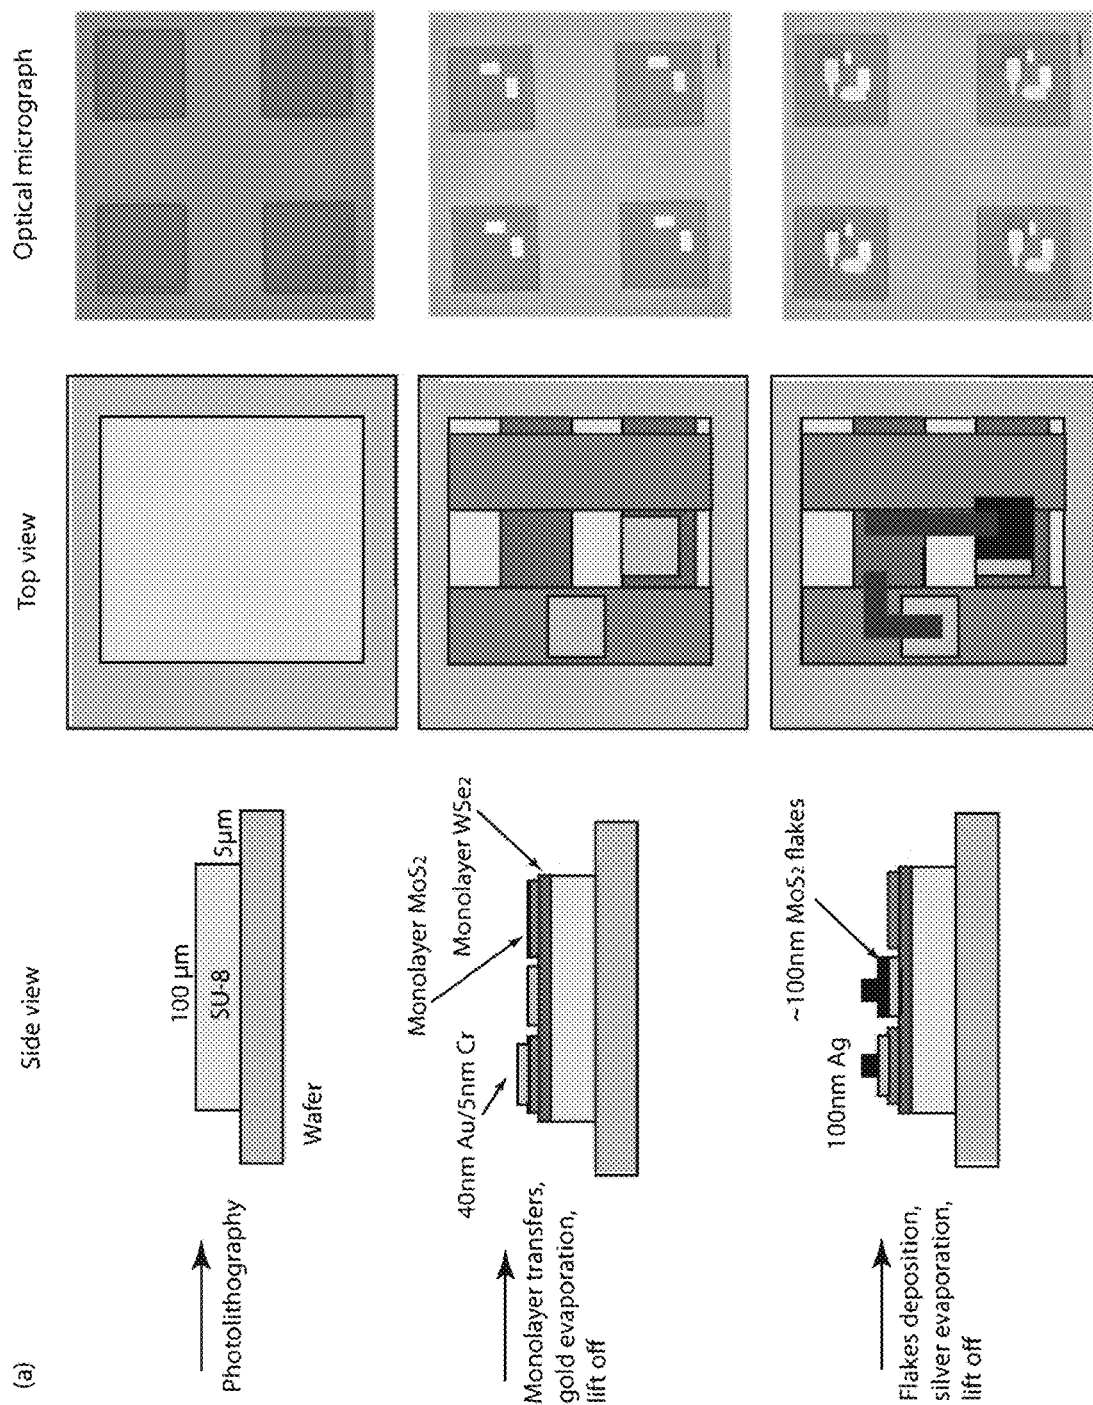 (a)
Side view
Top view
Optical micrograph
Photolithography
100 µm
SU-8
5µm
Wafer
Monolayer transfers,
gold evaporation,
lift off
40nm Au/5nm Cr
Monolayer MoS2
Monolayer WSe2
Flakes deposition,
silver evaporation,
lift off
100nm Ag
~100nm MoS2 flakes